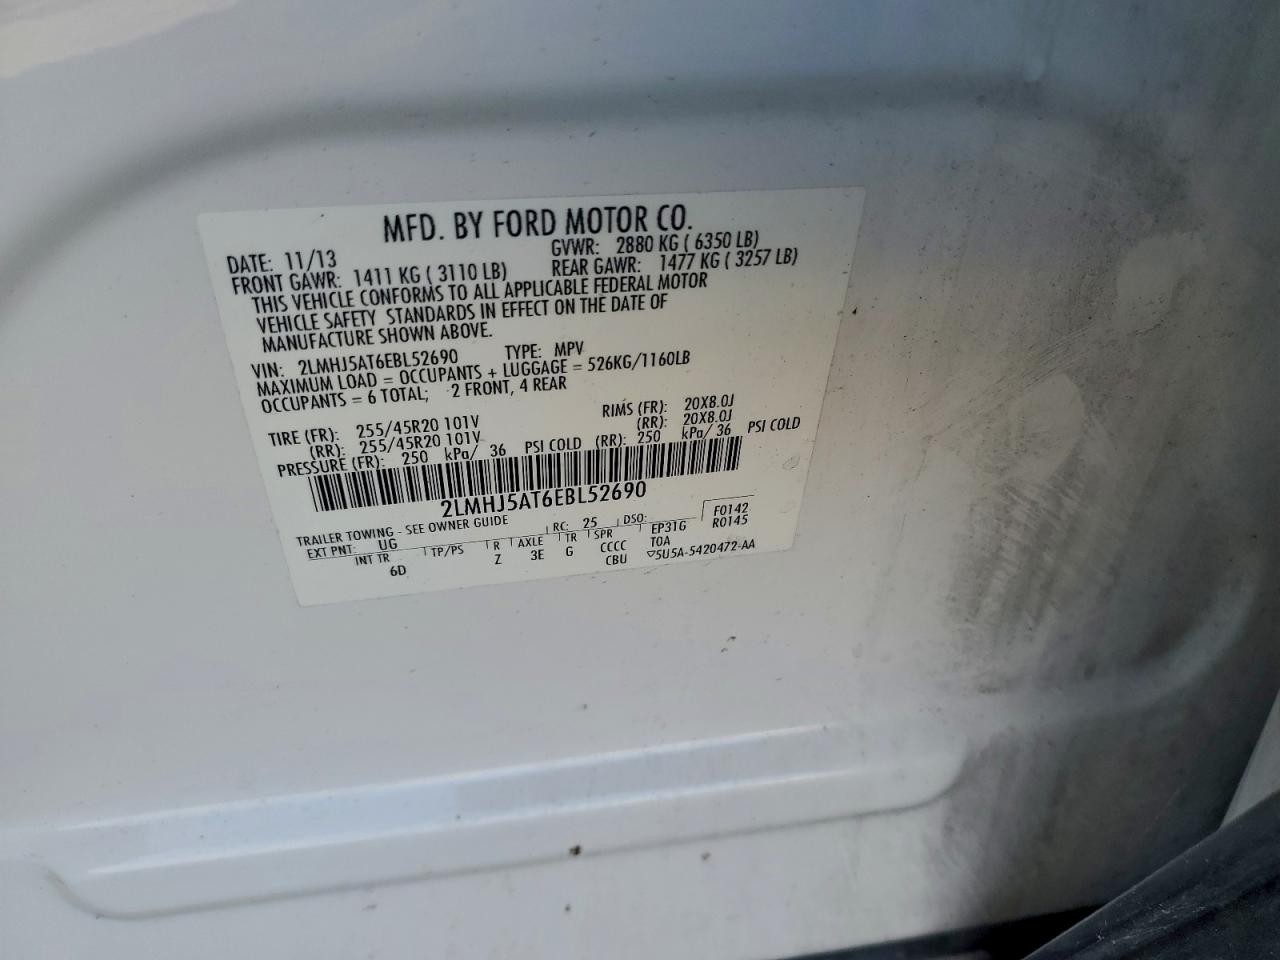 MFD. BY FORD MOTOR CO.
DATE: 11/13 GVWR: 2880 KG ( 6350 LB)
FRONT GAWR: 1411 KG ( 3110 LB) REAR GAWR: 1477 KG ( 3257 LB)
THIS VEHICLE CONFORMS TO ALL APPLICABLE FEDERAL MOTOR
VEHICLE SAFETY STANDARDS IN EFFECT ON THE DATE OF
MANUFACTURE SHOWN ABOVE.
VIN: 2LMHJ5AT6EBL52690 TYPE: MPV
MAXIMUM LOAD = OCCUPANTS + LUGGAGE = 526KG/1160LB
OCCUPANTS = 6 TOTAL; 2 FRONT, 4 REAR
TIRE (FR): 255/45R20 101V RIMS (FR): 20X8.0J
(RR): 255/45R20 101V (RR): 20X8.0J
PRESSURE (FR): 250 kPa/ 36 PSI COLD (RR): 250 kPa/ 36 PSI COLD
2LMHJ5AT6EBL52690
TRAILER TOWING - SEE OWNER GUIDE RC: 25 DSO: F0142
EXT PNT: UG EP31G R0145
INT TR TP/PS R AXLE TR SPR T0A
6D Z 3E G CCCC ▽5U5A-5420472-AA
CBU